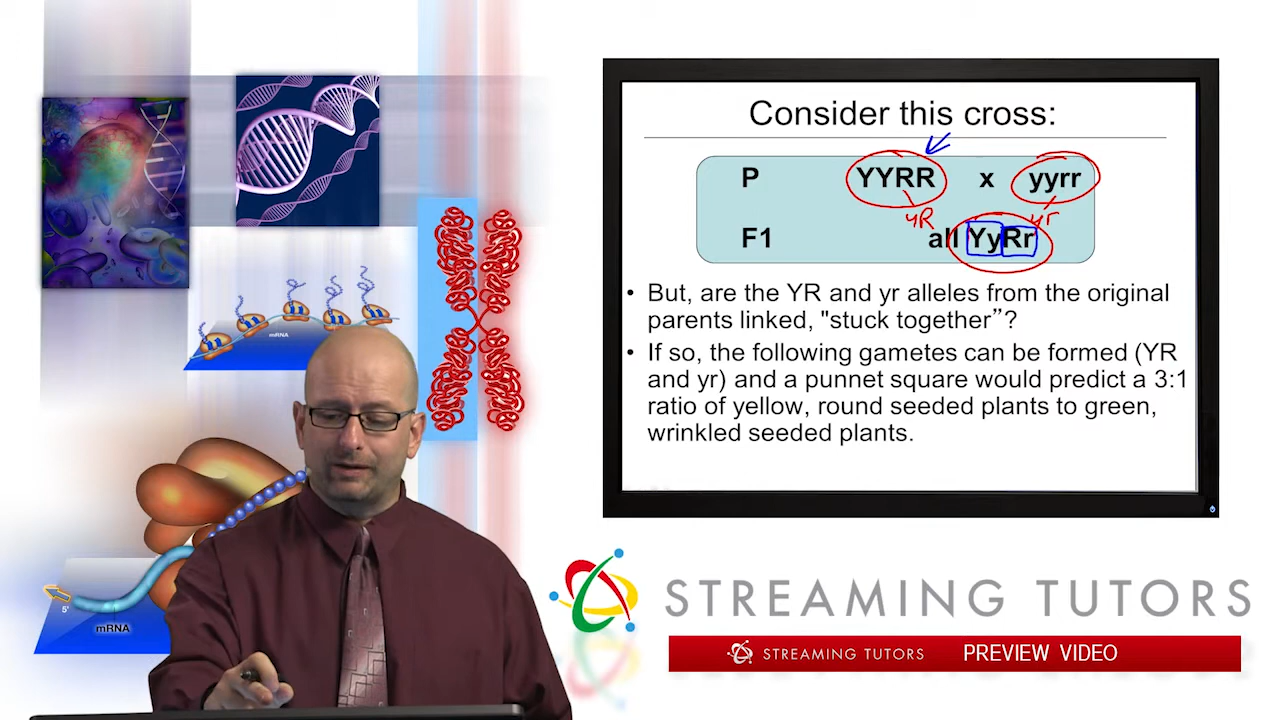 Consider this cross:
P YYRR x yyrr
YR yr
F1 all YyRr
• But, are the YR and yr alleles from the original
parents linked, "stuck together”?
• If so, the following gametes can be formed (YR
and yr) and a punnet square would predict a 3:1
ratio of yellow, round seeded plants to green,
wrinkled seeded plants.
mRNA
5'
mRNA
STREAMING TUTORS
STREAMING TUTORS PREVIEW VIDEO